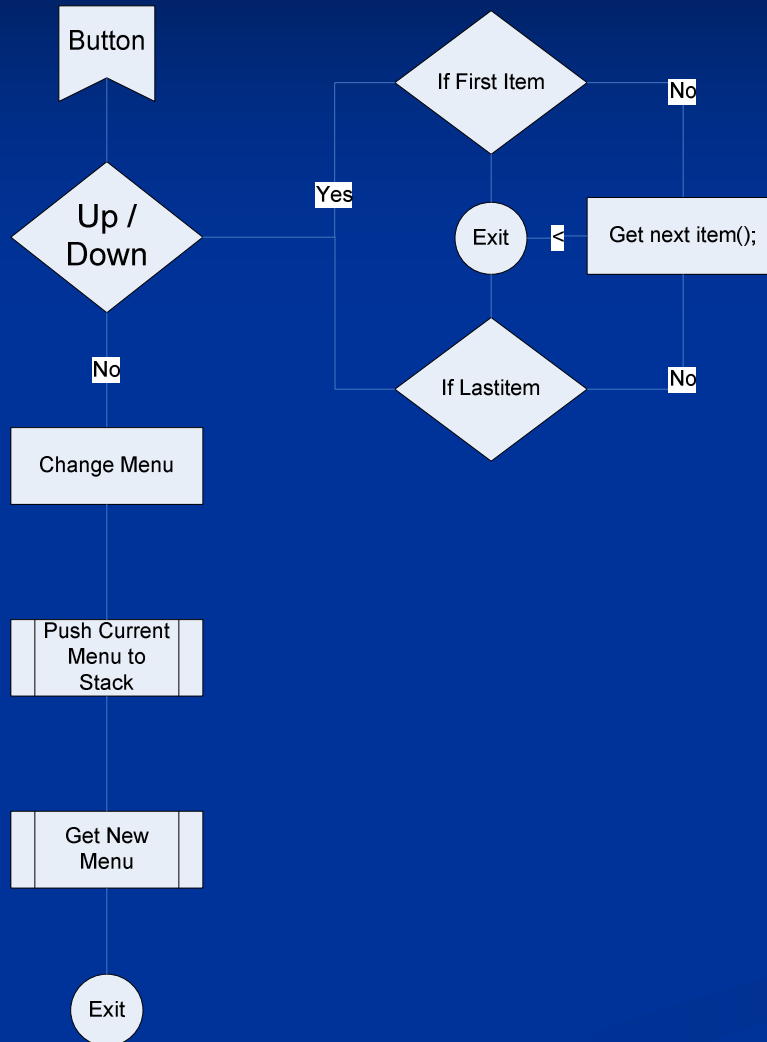 Button
If First Item
No
Yes
Up /
Down
Exit
<
Get next item();
No
If Lastitem
No
Change Menu
Push Current
Menu to
Stack
Get New
Menu
Exit